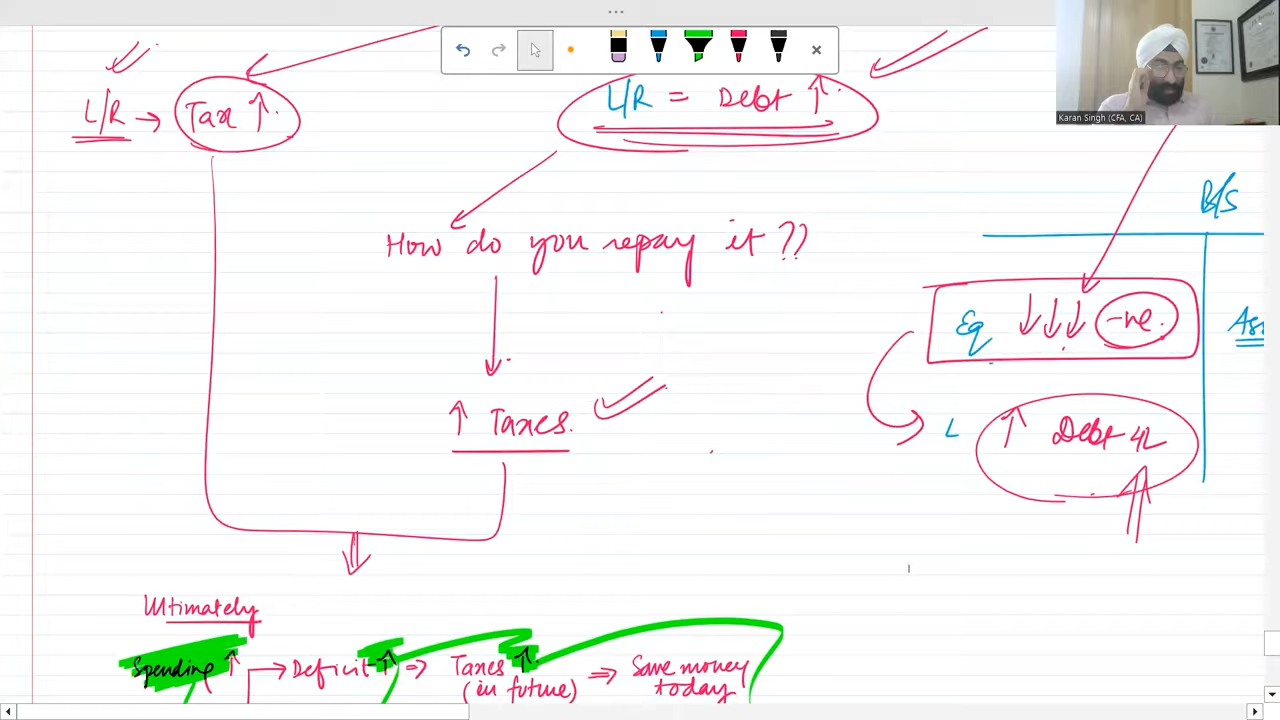 L/R → Tax ↑.
L/R = Debt ↑.
Karan Singh (CFA, CA)
B/S
How do you repay it ??
Eq ↓↓↓ -ve.
↑ Taxes.
L ↑ Debt 4L
Ultimately
Spending ↑ → Deficit ↑ ⇒ Taxes ↑. ⇒ Save money
(in future) today